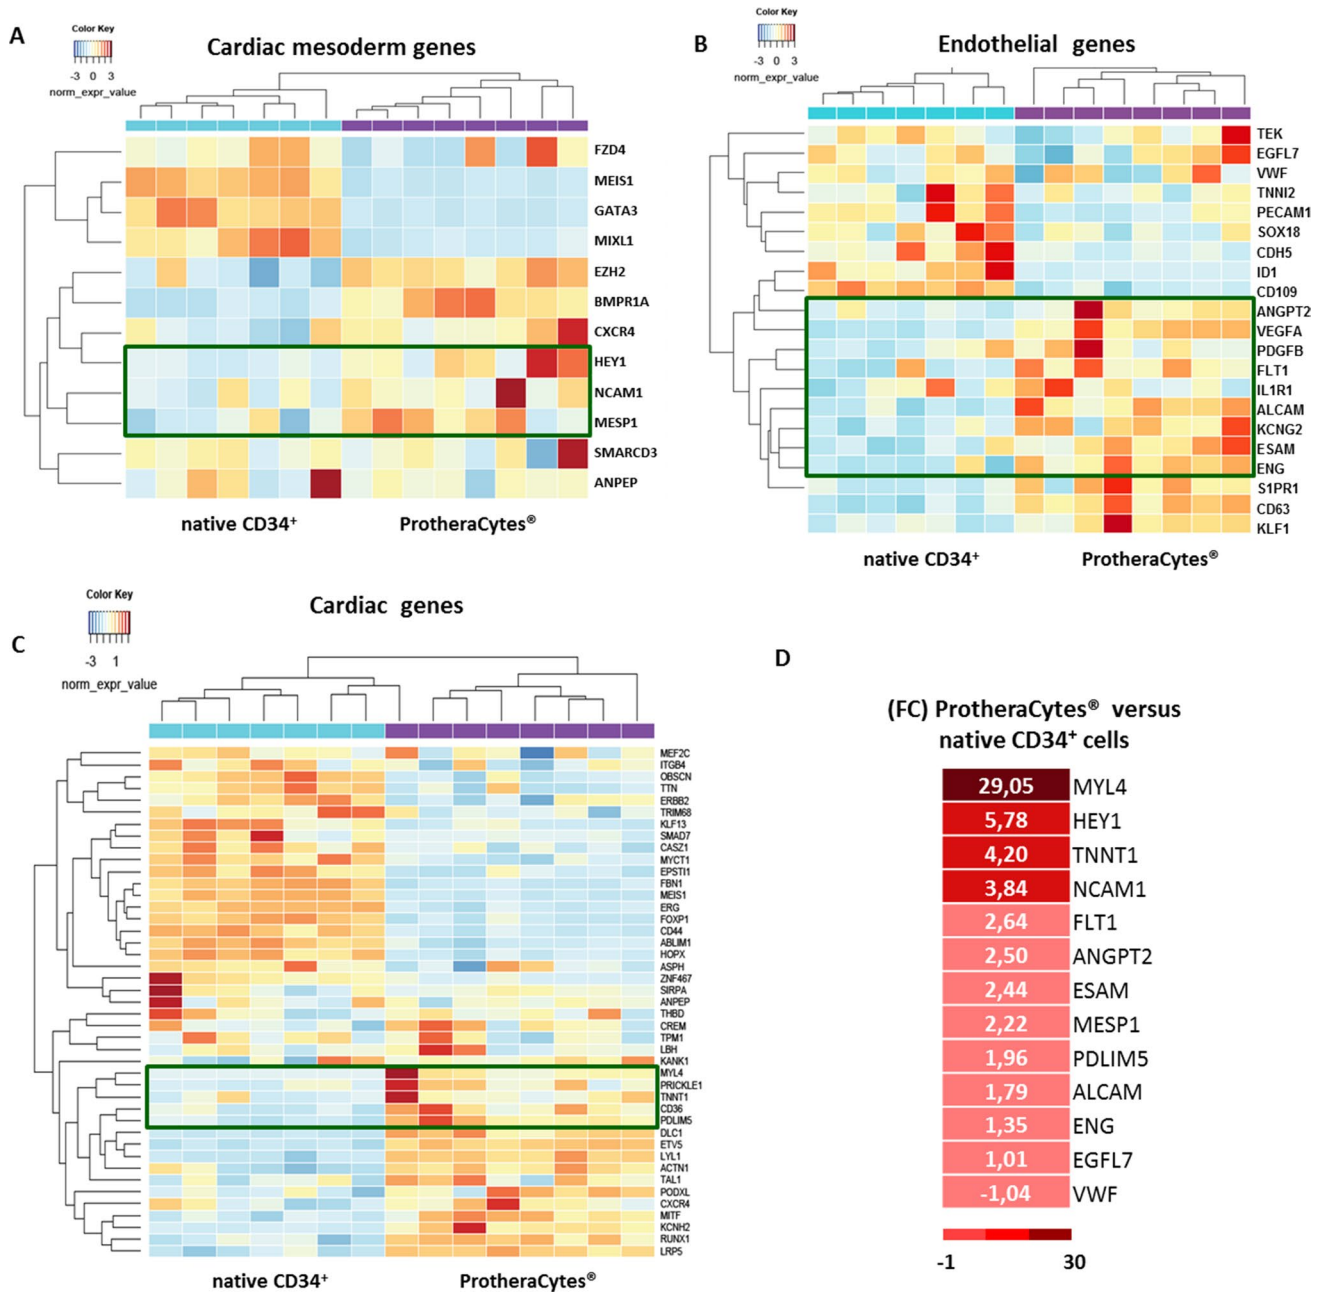 A
Color Key
-3 0 3
norm_expr_value
Cardiac mesoderm genes
FZD4
MEIS1
GATA3
MIXL1
EZH2
BMPR1A
CXCR4
HEY1
NCAM1
MESP1
SMARCD3
ANPEP
native CD34⁺
ProtheraCytes®
B
Color Key
-3 0 3
norm_expr_value
Endothelial genes
TEK
EGFL7
VWF
TNNI2
PECAM1
SOX18
CDH5
ID1
CD109
ANGPT2
VEGFA
PDGFB
FLT1
IL1R1
ALCAM
KCNG2
ESAM
ENG
S1PR1
CD63
KLF1
native CD34⁺
ProtheraCytes®
C
Color Key
-3 1
norm_expr_value
Cardiac genes
MEF2C
ITGB4
OBSCN
TTN
ERBB2
TRIM68
KLF13
SMAD7
CASZ1
MYCT1
EPSTI1
FBN1
MEIS1
ERG
FOXP1
CD44
ABLIM1
HOPX
ASPH
ZNF467
SIRPA
ANPEP
THBD
CREM
TPM1
LBH
KANK1
MYL4
PRICKLE1
TNNT1
CD36
PDLIM5
DLC1
ETV5
LYL1
ACTN1
TAL1
PODXL
CXCR4
MITF
KCNH2
RUNX1
LRP5
native CD34⁺
ProtheraCytes®
D
(FC) ProtheraCytes® versus
native CD34⁺ cells
29,05 MYL4
5,78 HEY1
4,20 TNNT1
3,84 NCAM1
2,64 FLT1
2,50 ANGPT2
2,44 ESAM
2,22 MESP1
1,96 PDLIM5
1,79 ALCAM
1,35 ENG
1,01 EGFL7
-1,04 VWF
-1 30